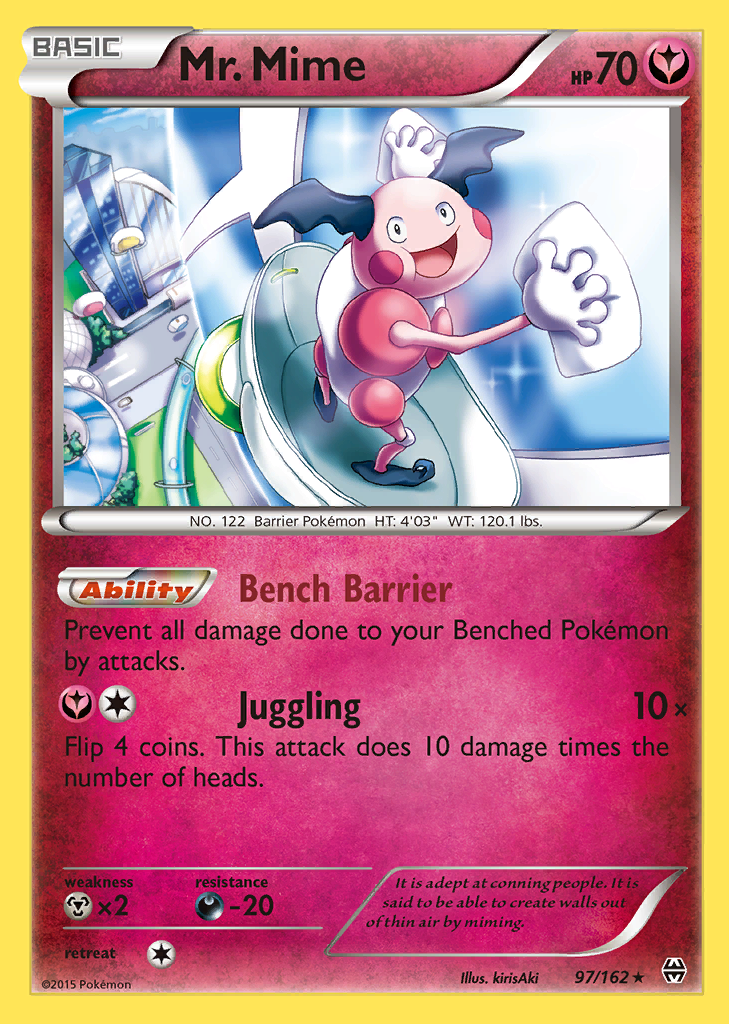 BASIC
Mr. Mime
HP 70
NO. 122 Barrier Pokémon HT: 4'03" WT: 120.1 lbs.
Ability Bench Barrier
Prevent all damage done to your Benched Pokémon
by attacks.
Juggling 10×
Flip 4 coins. This attack does 10 damage times the
number of heads.
weakness
×2
resistance
-20
It is adept at conning people. It is
said to be able to create walls out
of thin air by miming.
retreat
©2015 Pokémon
Illus. kirisAki
97/162 ★